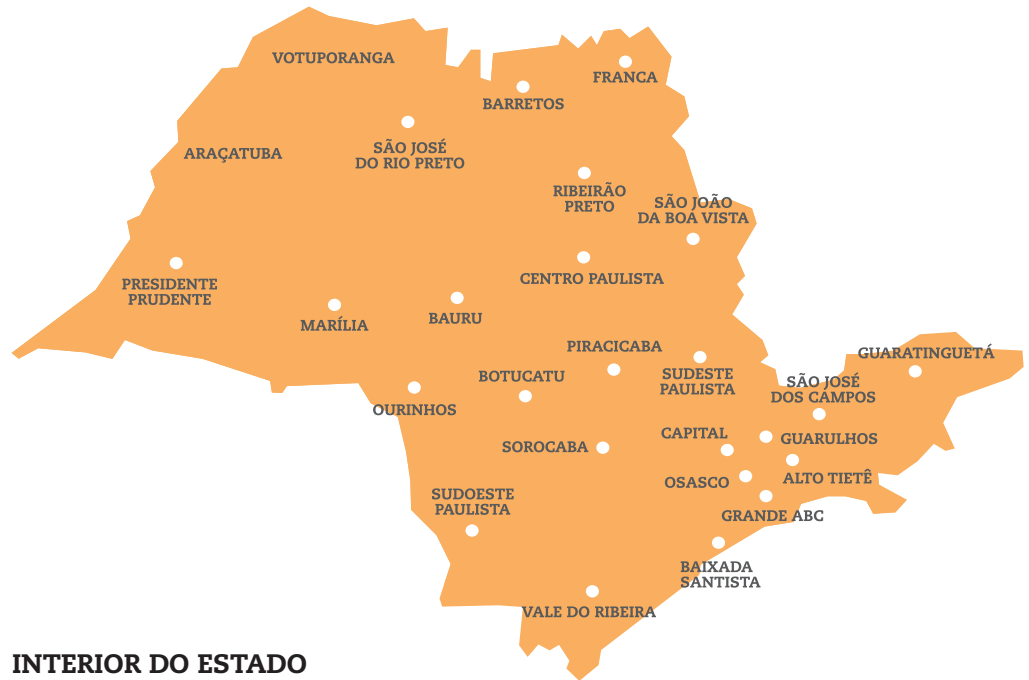 VOTUPORANGA
FRANCA
BARRETOS
SÃO JOSÉ
DO RIO PRETO
ARAÇATUBA
RIBEIRÃO
PRETO
SÃO JOÃO
DA BOA VISTA
PRESIDENTE
PRUDENTE
CENTRO PAULISTA
MARÍLIA
BAURU
PIRACICABA
GUARATINGUETÁ
SUDESTE
PAULISTA
BOTUCATU
SÃO JOSÉ
DOS CAMPOS
OURINHOS
CAPITAL
GUARULHOS
SOROCABA
ALTO TIETÊ
OSASCO
SUDOESTE
PAULISTA
GRANDE ABC
BAIXADA
SANTISTA
VALE DO RIBEIRA
INTERIOR DO ESTADO